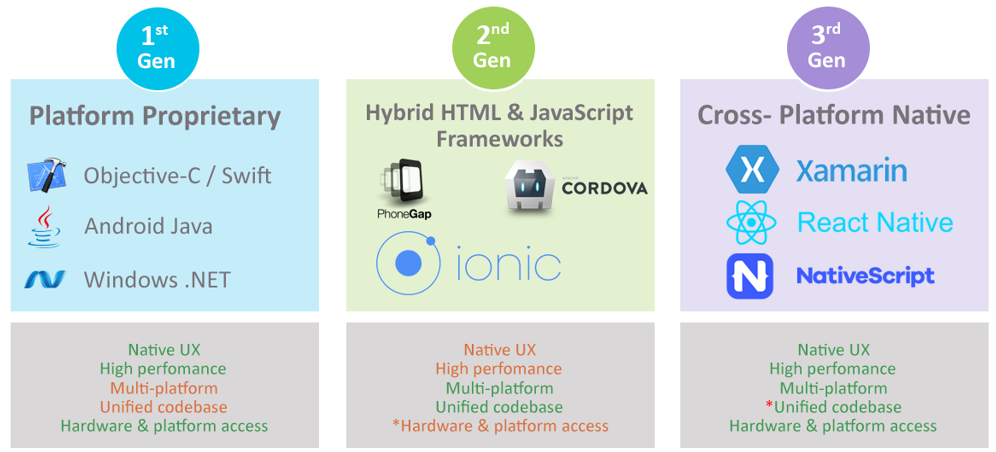 1st
Gen
Platform Proprietary
Objective-C / Swift
Android Java
Windows .NET
Native UX
High perfomance
Multi-platform
Unified codebase
Hardware & platform access
2nd
Gen
Hybrid HTML & JavaScript
Frameworks
PhoneGap
CORDOVA
ionic
Native UX
High perfomance
Multi-platform
Unified codebase
*Hardware & platform access
3rd
Gen
Cross- Platform Native
Xamarin
React Native
NativeScript
Native UX
High perfomance
Multi-platform
*Unified codebase
Hardware & platform access